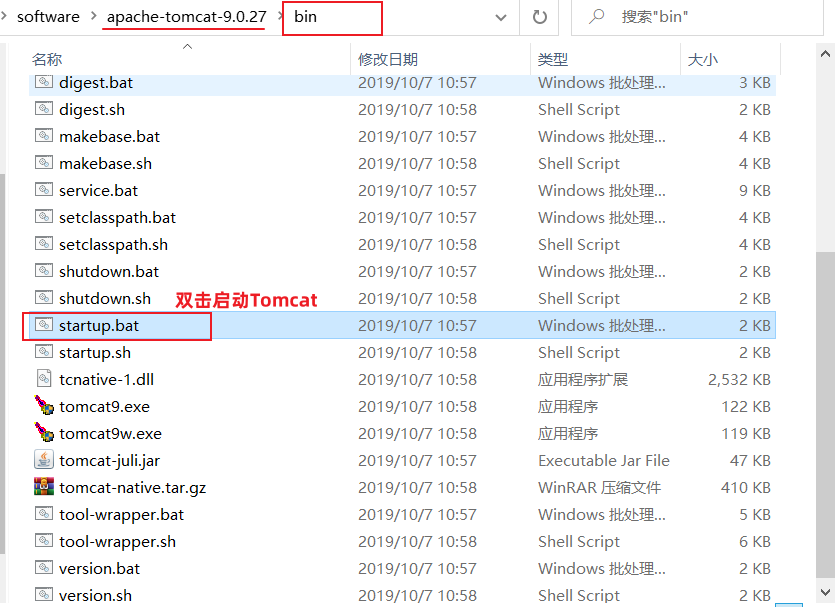 software > apache-tomcat-9.0.27 > bin 搜索"bin"
名称 修改日期 类型 大小
digest.bat 2019/10/7 10:57 Windows 批处理... 3 KB
digest.sh 2019/10/7 10:58 Shell Script 2 KB
makebase.bat 2019/10/7 10:57 Windows 批处理... 4 KB
makebase.sh 2019/10/7 10:58 Shell Script 4 KB
service.bat 2019/10/7 10:57 Windows 批处理... 9 KB
setclasspath.bat 2019/10/7 10:57 Windows 批处理... 4 KB
setclasspath.sh 2019/10/7 10:58 Shell Script 4 KB
shutdown.bat 2019/10/7 10:57 Windows 批处理... 2 KB
shutdown.sh 双击启动Tomcat 2019/10/7 10:58 Shell Script 2 KB
startup.bat 2019/10/7 10:57 Windows 批处理... 2 KB
startup.sh 2019/10/7 10:58 Shell Script 2 KB
tcnative-1.dll 2019/10/7 10:58 应用程序扩展 2,532 KB
tomcat9.exe 2019/10/7 10:58 应用程序 122 KB
tomcat9w.exe 2019/10/7 10:58 应用程序 119 KB
tomcat-juli.jar 2019/10/7 10:57 Executable Jar File 47 KB
tomcat-native.tar.gz 2019/10/7 10:58 WinRAR 压缩文件 410 KB
tool-wrapper.bat 2019/10/7 10:57 Windows 批处理... 5 KB
tool-wrapper.sh 2019/10/7 10:58 Shell Script 6 KB
version.bat 2019/10/7 10:57 Windows 批处理... 2 KB
version.sh 2019/10/7 10:58 Shell Script 2 KB